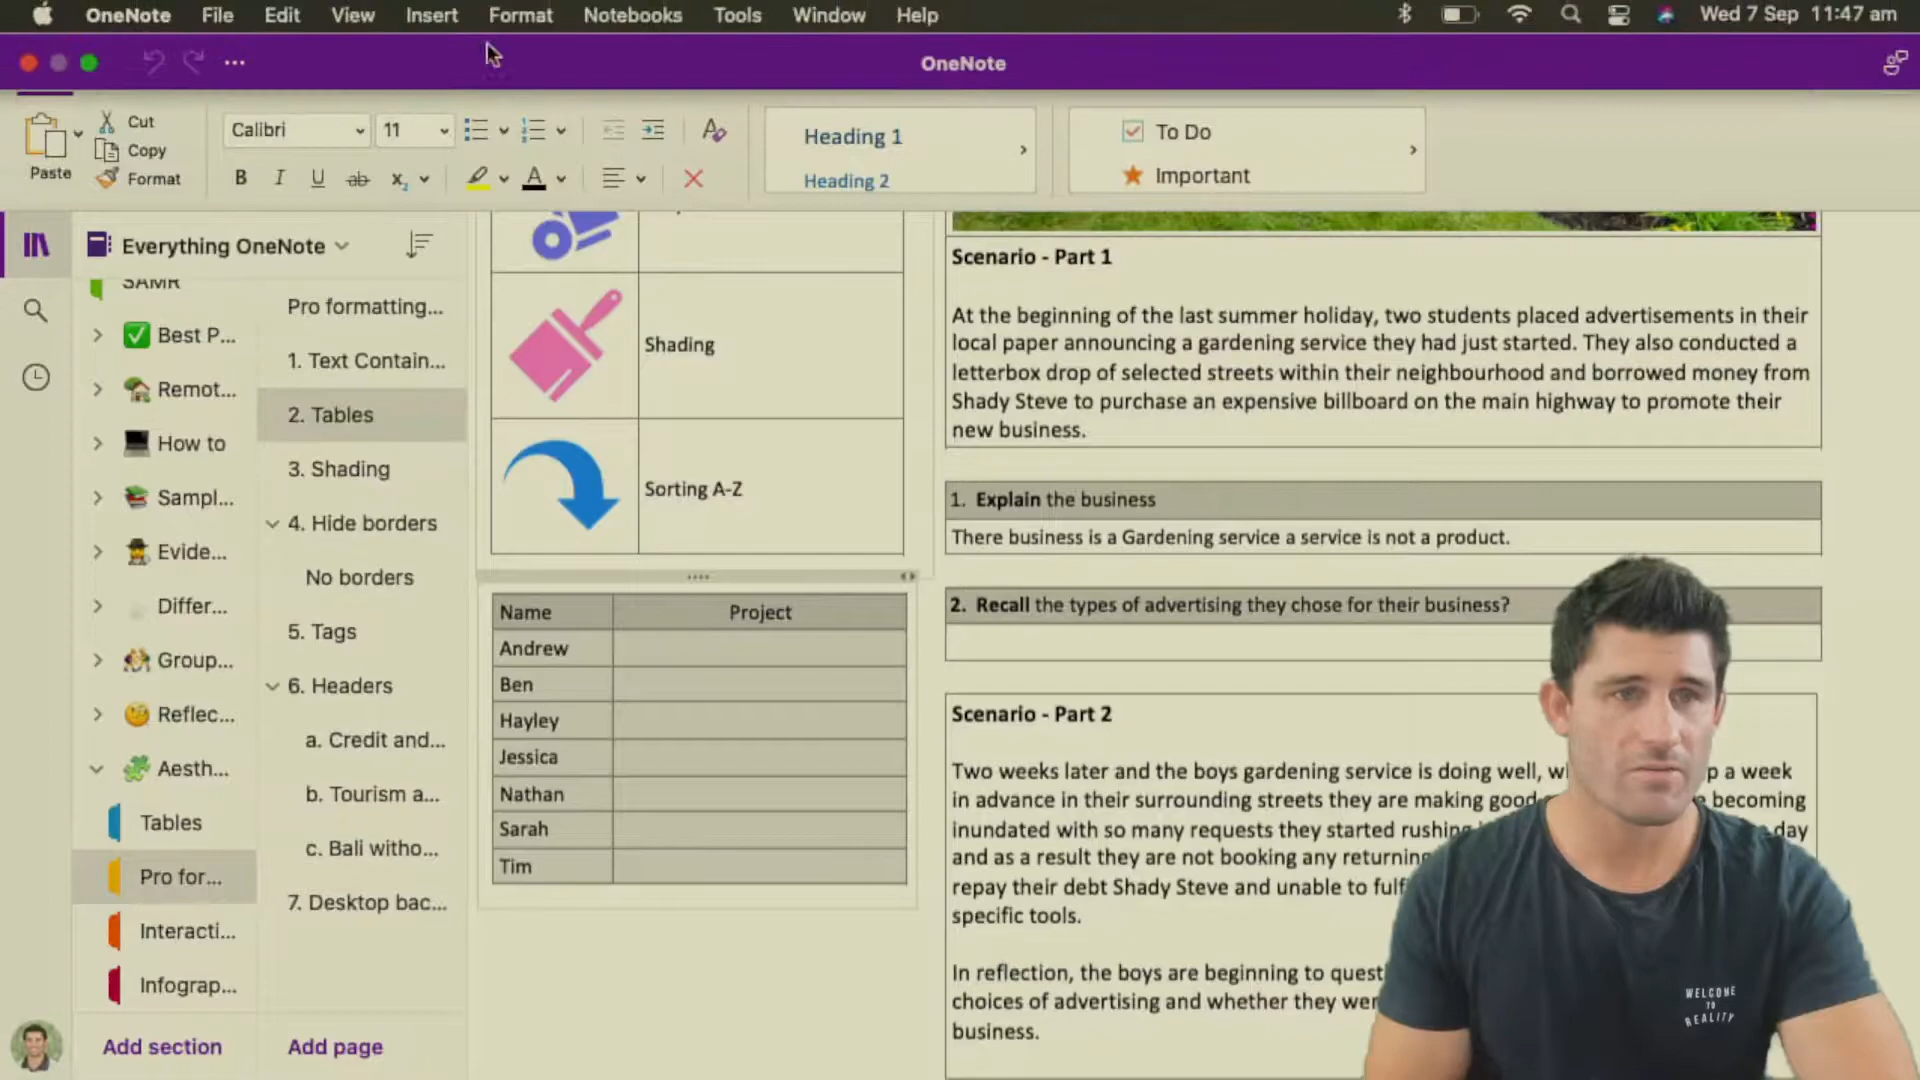 OneNote File Edit View Insert Format Notebooks Tools Window Help Wed 7 Sep 11:47 am
OneNote
Paste
Cut
Copy
Format
Calibri 11
Heading 1
Heading 2
To Do
Important
Everything OneNote
SAMR
Best P...
Remot...
How to
Sampl...
Evide...
Differ...
Group...
Reflec...
Aesth...
Tables
Pro for...
Interacti...
Infograp...
Add section
Pro formatting...
1. Text Contain...
2. Tables
3. Shading
4. Hide borders
No borders
5. Tags
6. Headers
a. Credit and...
b. Tourism a...
c. Bali witho...
7. Desktop bac...
Add page
Shading
Sorting A-Z
Name Project
Andrew
Ben
Hayley
Jessica
Nathan
Sarah
Tim
Scenario - Part 1
At the beginning of the last summer holiday, two students placed advertisements in their
local paper announcing a gardening service they had just started. They also conducted a
letterbox drop of selected streets within their neighbourhood and borrowed money from
Shady Steve to purchase an expensive billboard on the main highway to promote their
new business.
1. Explain the business
There business is a Gardening service a service is not a product.
2. Recall the types of advertising they chose for their business?
Scenario - Part 2
Two weeks later and the boys gardening service is doing well, p a week
in advance in their surrounding streets they are making good becoming
inundated with so many requests they started rushing day
and as a result they are not booking any returning
repay their debt Shady Steve and unable to
specific tools.
In reflection, the boys are beginning to
choices of advertising and whether they
business.
WELCOME
TO
REALITY